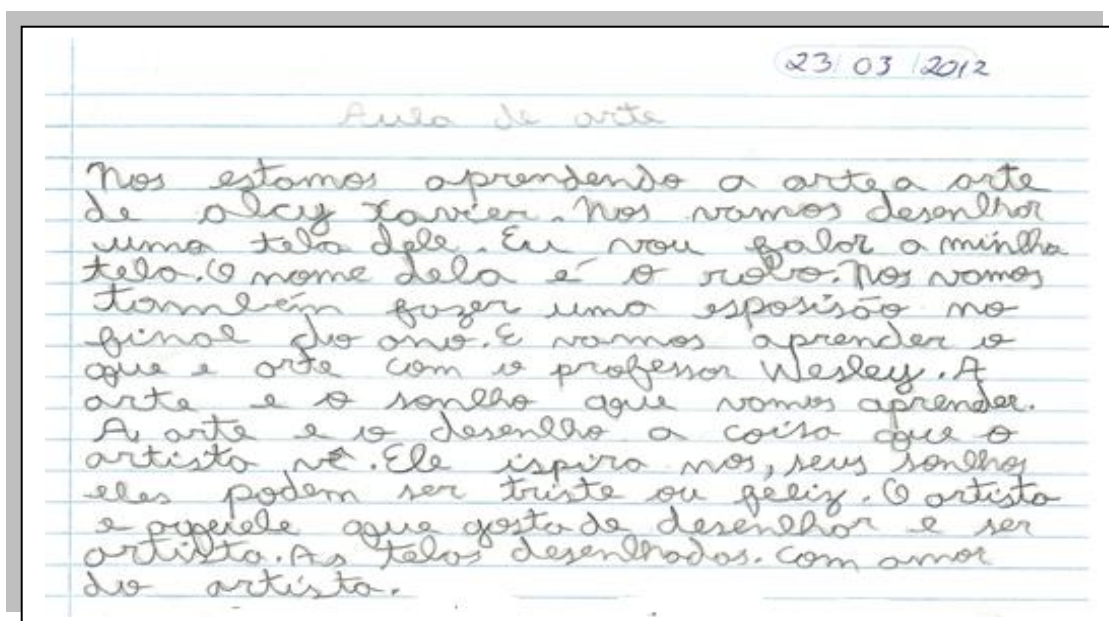 23/03/2012
Aula de arte
Nos estamos aprendendo a arte a arte
de alcy xavier. Nos vamos desenhar
uma tela dele. Eu vou falar a minha
tela. O nome dela é o robo. Nos vamos
também fazer uma esposisão no
final do ano. E vamos aprender o
que e arte com o professor Wesley. A
arte e o sonho que vamos aprender.
A arte e o desenho a coisa que o
artista vê. Ele ispira nos, seus sonhos
eles podem ser triste ou feliz. O artista
e aquele que gosta de desenhar e ser
artista. As telas desenhadas. com amor
do artista.